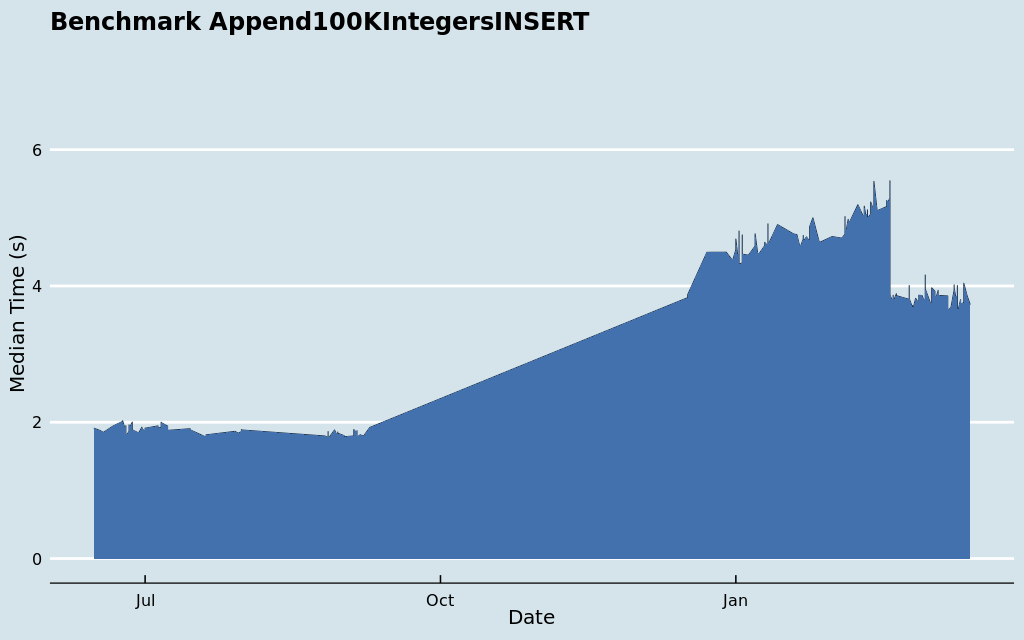 Benchmark Append100KIntegersINSERT
Median Time (s)
6
4
2
0
Jul
Oct
Jan
Date